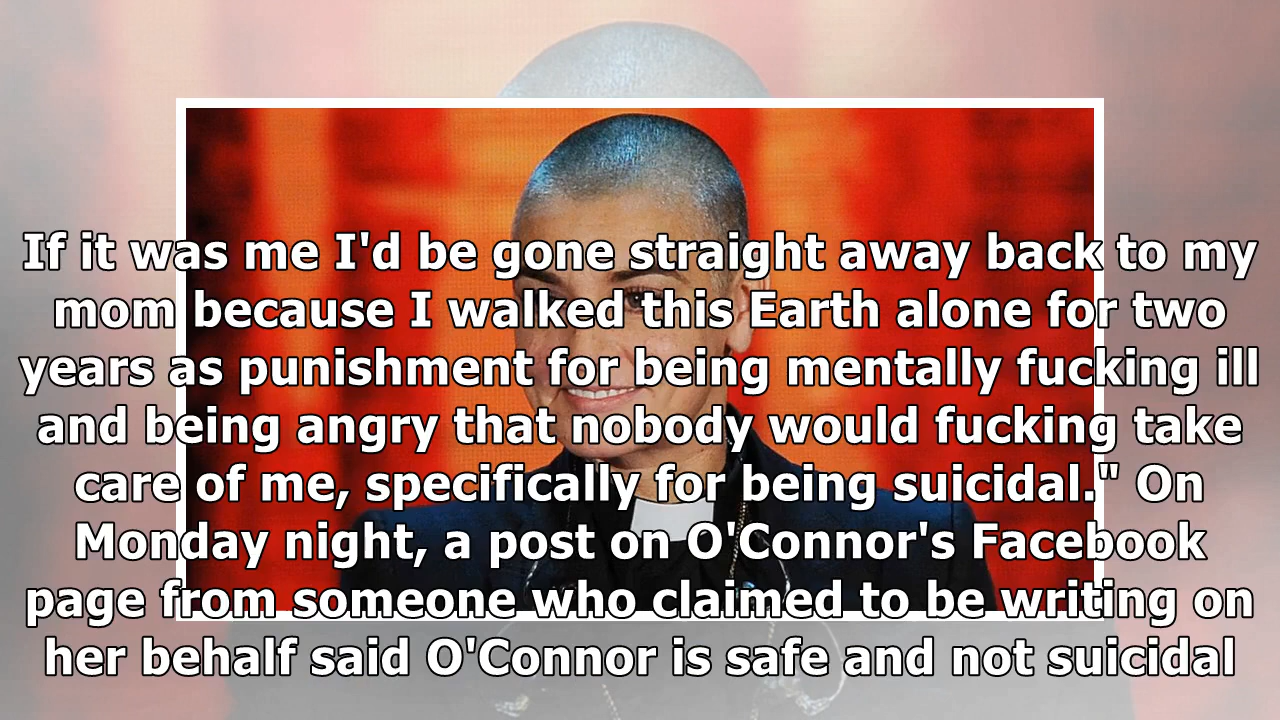 If it was me I'd be gone straight away back to my
mom because I walked this Earth alone for two
years as punishment for being mentally fucking ill
and being angry that nobody would fucking take
care of me, specifically for being suicidal." On
Monday night, a post on O'Connor's Facebook
page from someone who claimed to be writing on
her behalf said O'Connor is safe and not suicidal